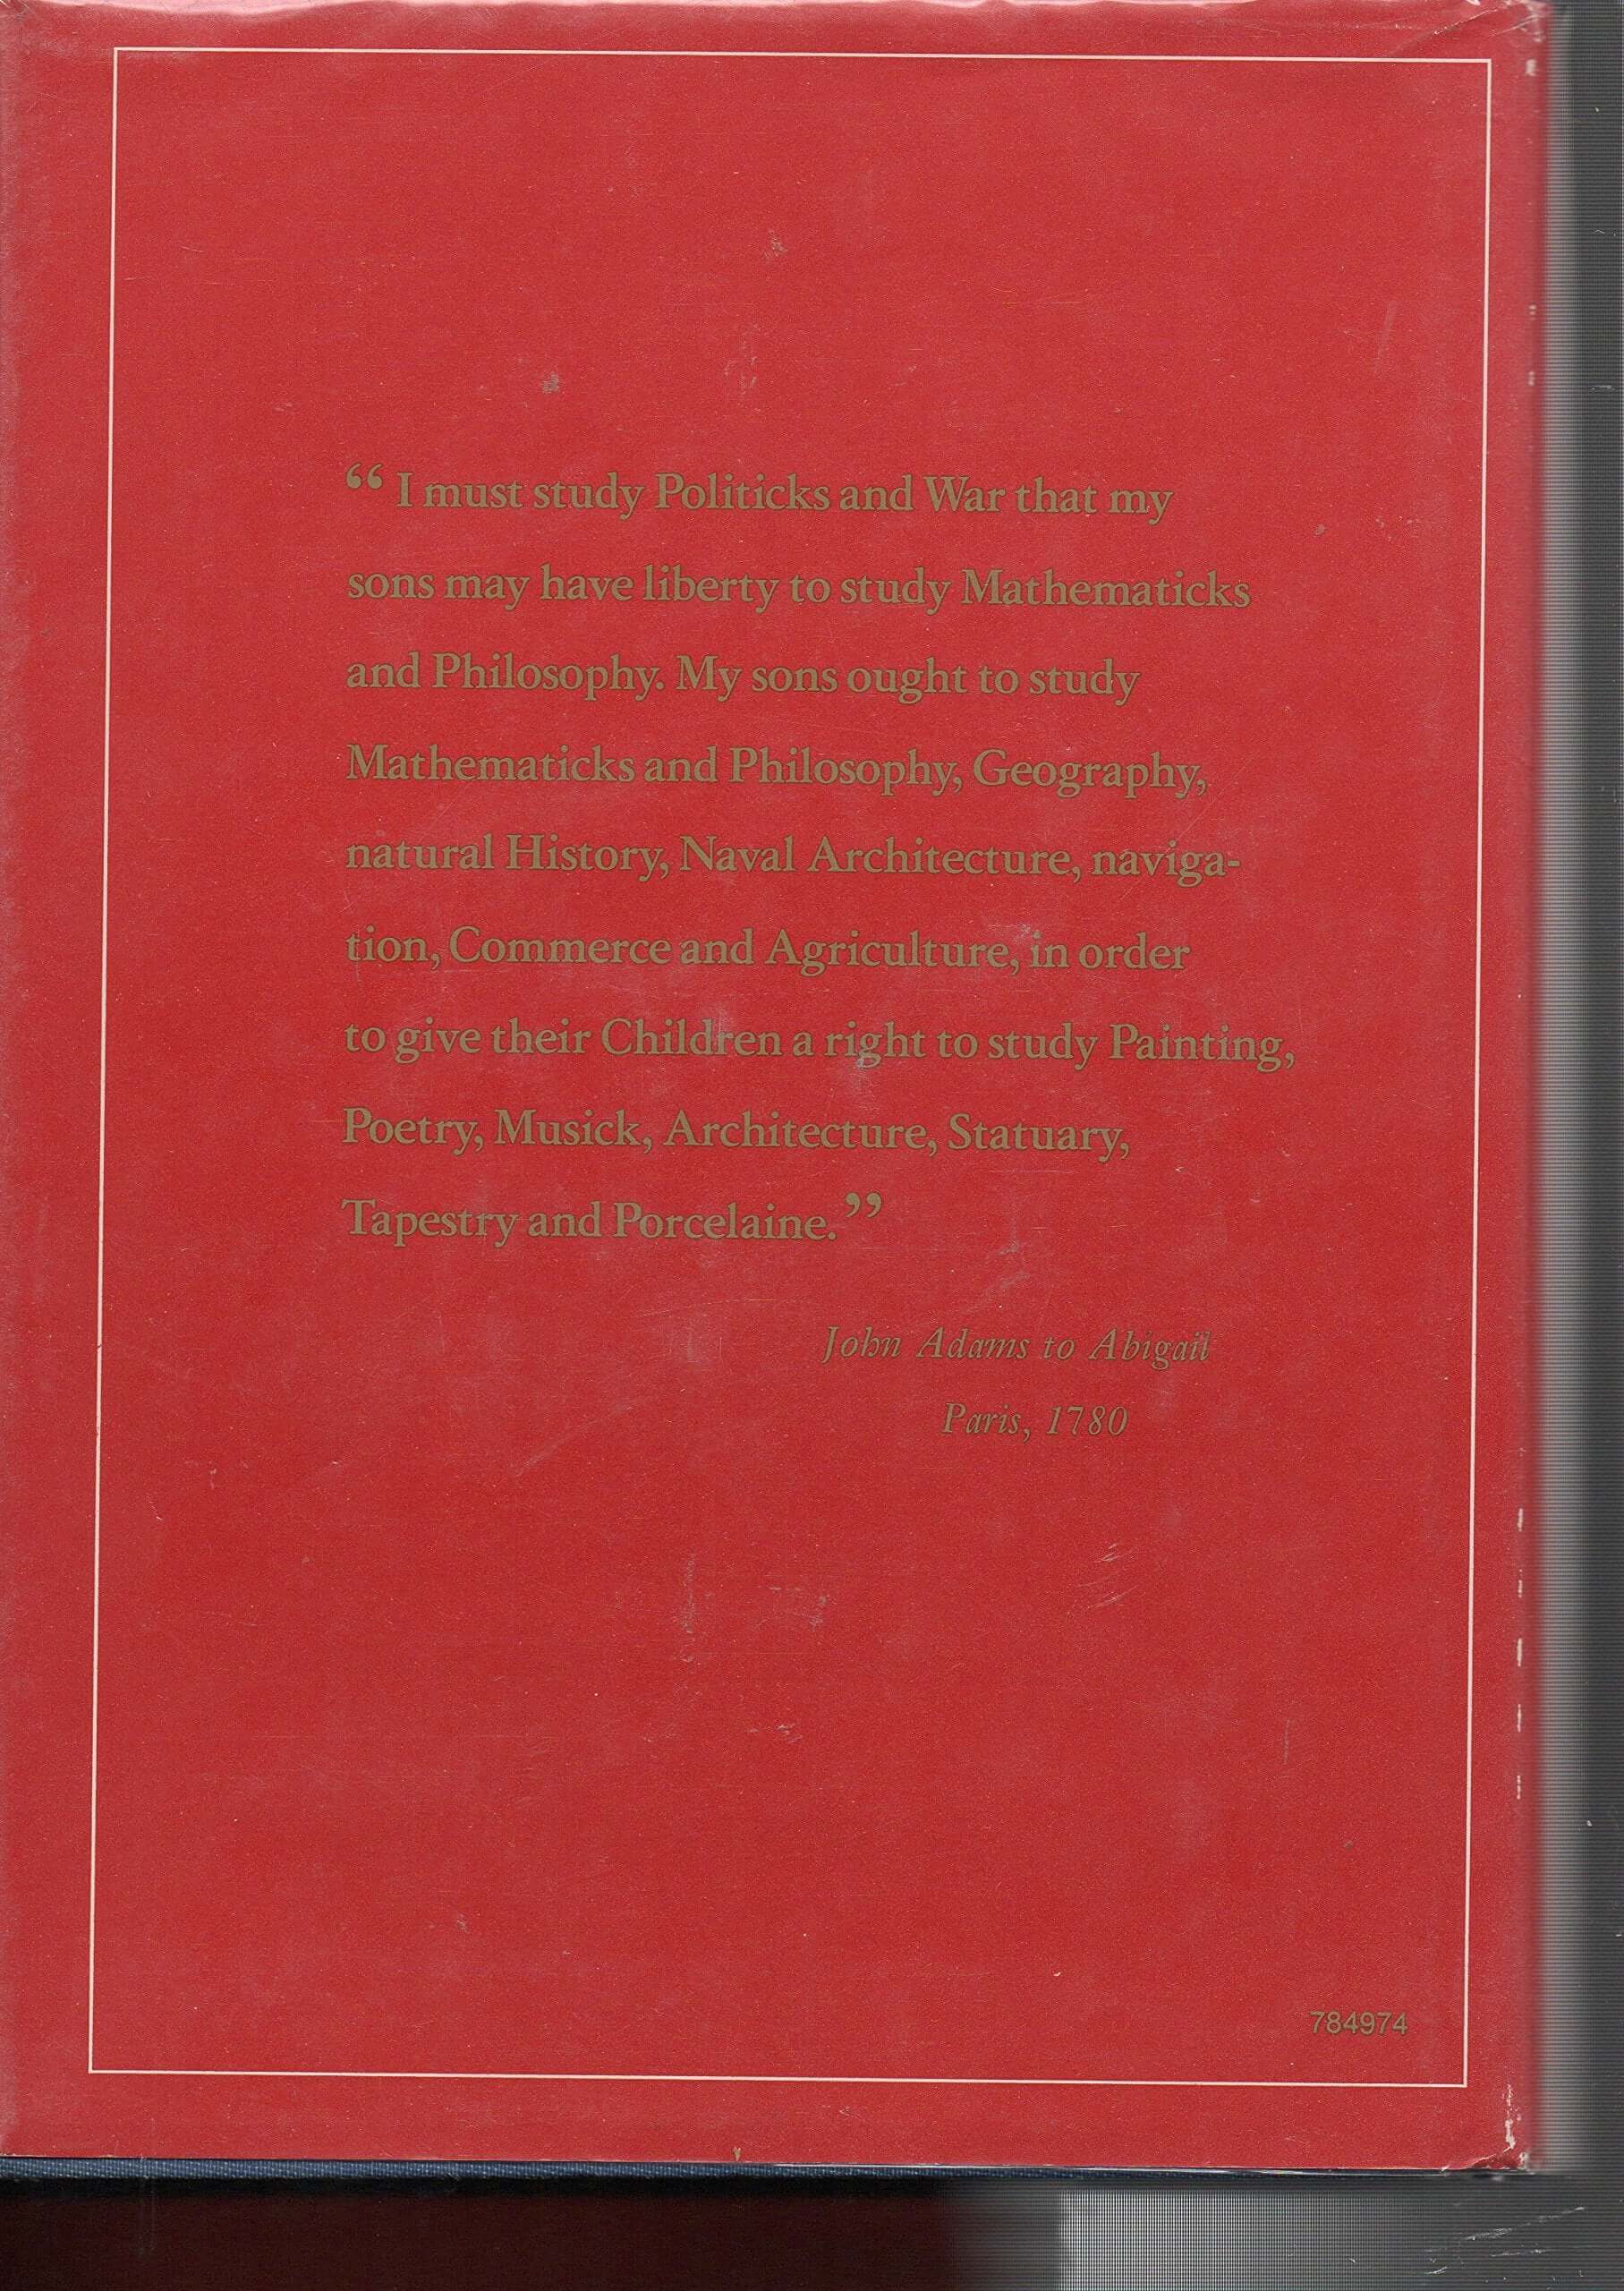 “ I must study Politicks and War that my
sons may have liberty to study Mathematicks
and Philosophy. My sons ought to study
Mathematicks and Philosophy, Geography,
natural History, Naval Architecture, naviga-
tion, Commerce and Agriculture, in order
to give their Children a right to study Painting,
Poetry, Musick, Architecture, Statuary,
Tapestry and Porcelaine. ”
John Adams to Abigail
Paris, 1780
784974